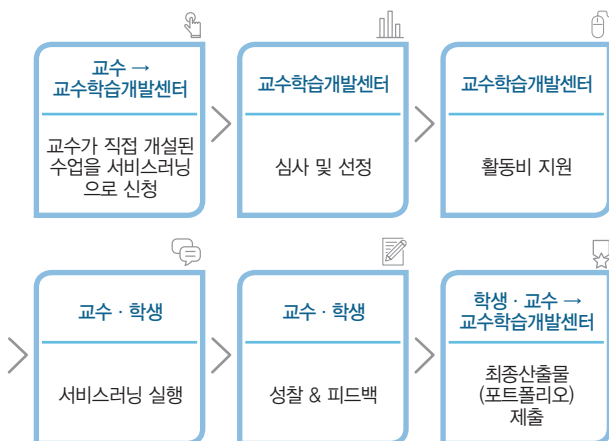 교수 →
교수학습개발센터
교수가 직접 개설된
수업을 서비스러닝
으로 신청
교수학습개발센터
심사 및 선정
교수학습개발센터
활동비 지원
교수 · 학생
서비스러닝 실행
교수 · 학생
성찰 & 피드백
학생 · 교수 →
교수학습개발센터
최종산출물
(포트폴리오)
제출